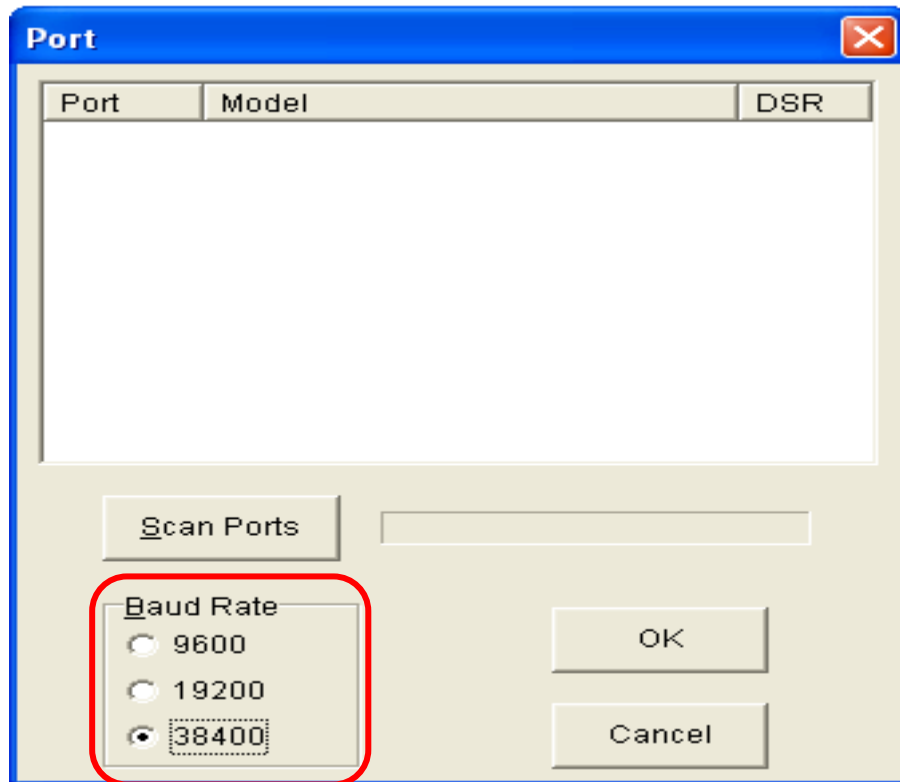 Port
Port Model DSR
Scan Ports
Baud Rate
9600
19200
38400
OK
Cancel